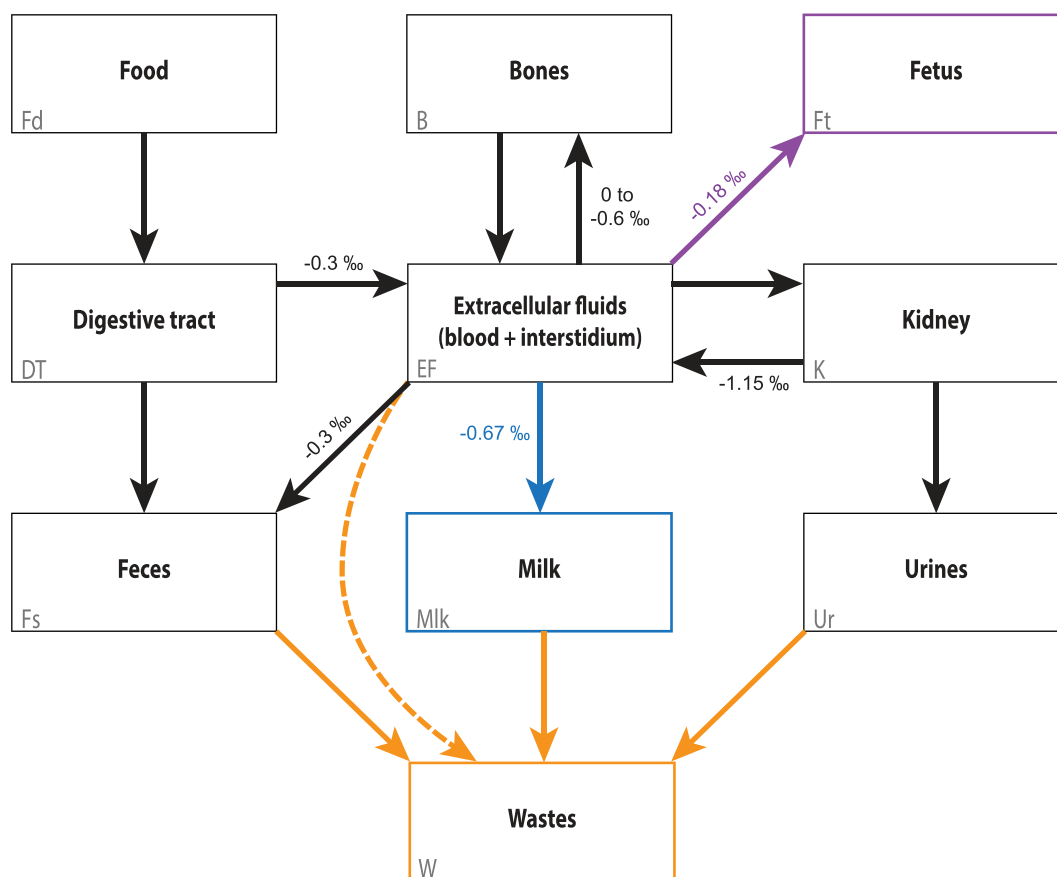 Food
Fd
Bones
B
Fetus
Ft
0 to
-0.6 ‰
-0.18 ‰
-0.3 ‰
Digestive tract
DT
Extracellular fluids
(blood + interstidium)
EF
Kidney
K
-1.15 ‰
-0.3 ‰
-0.67 ‰
Feces
Fs
Milk
Mlk
Urines
Ur
Wastes
W